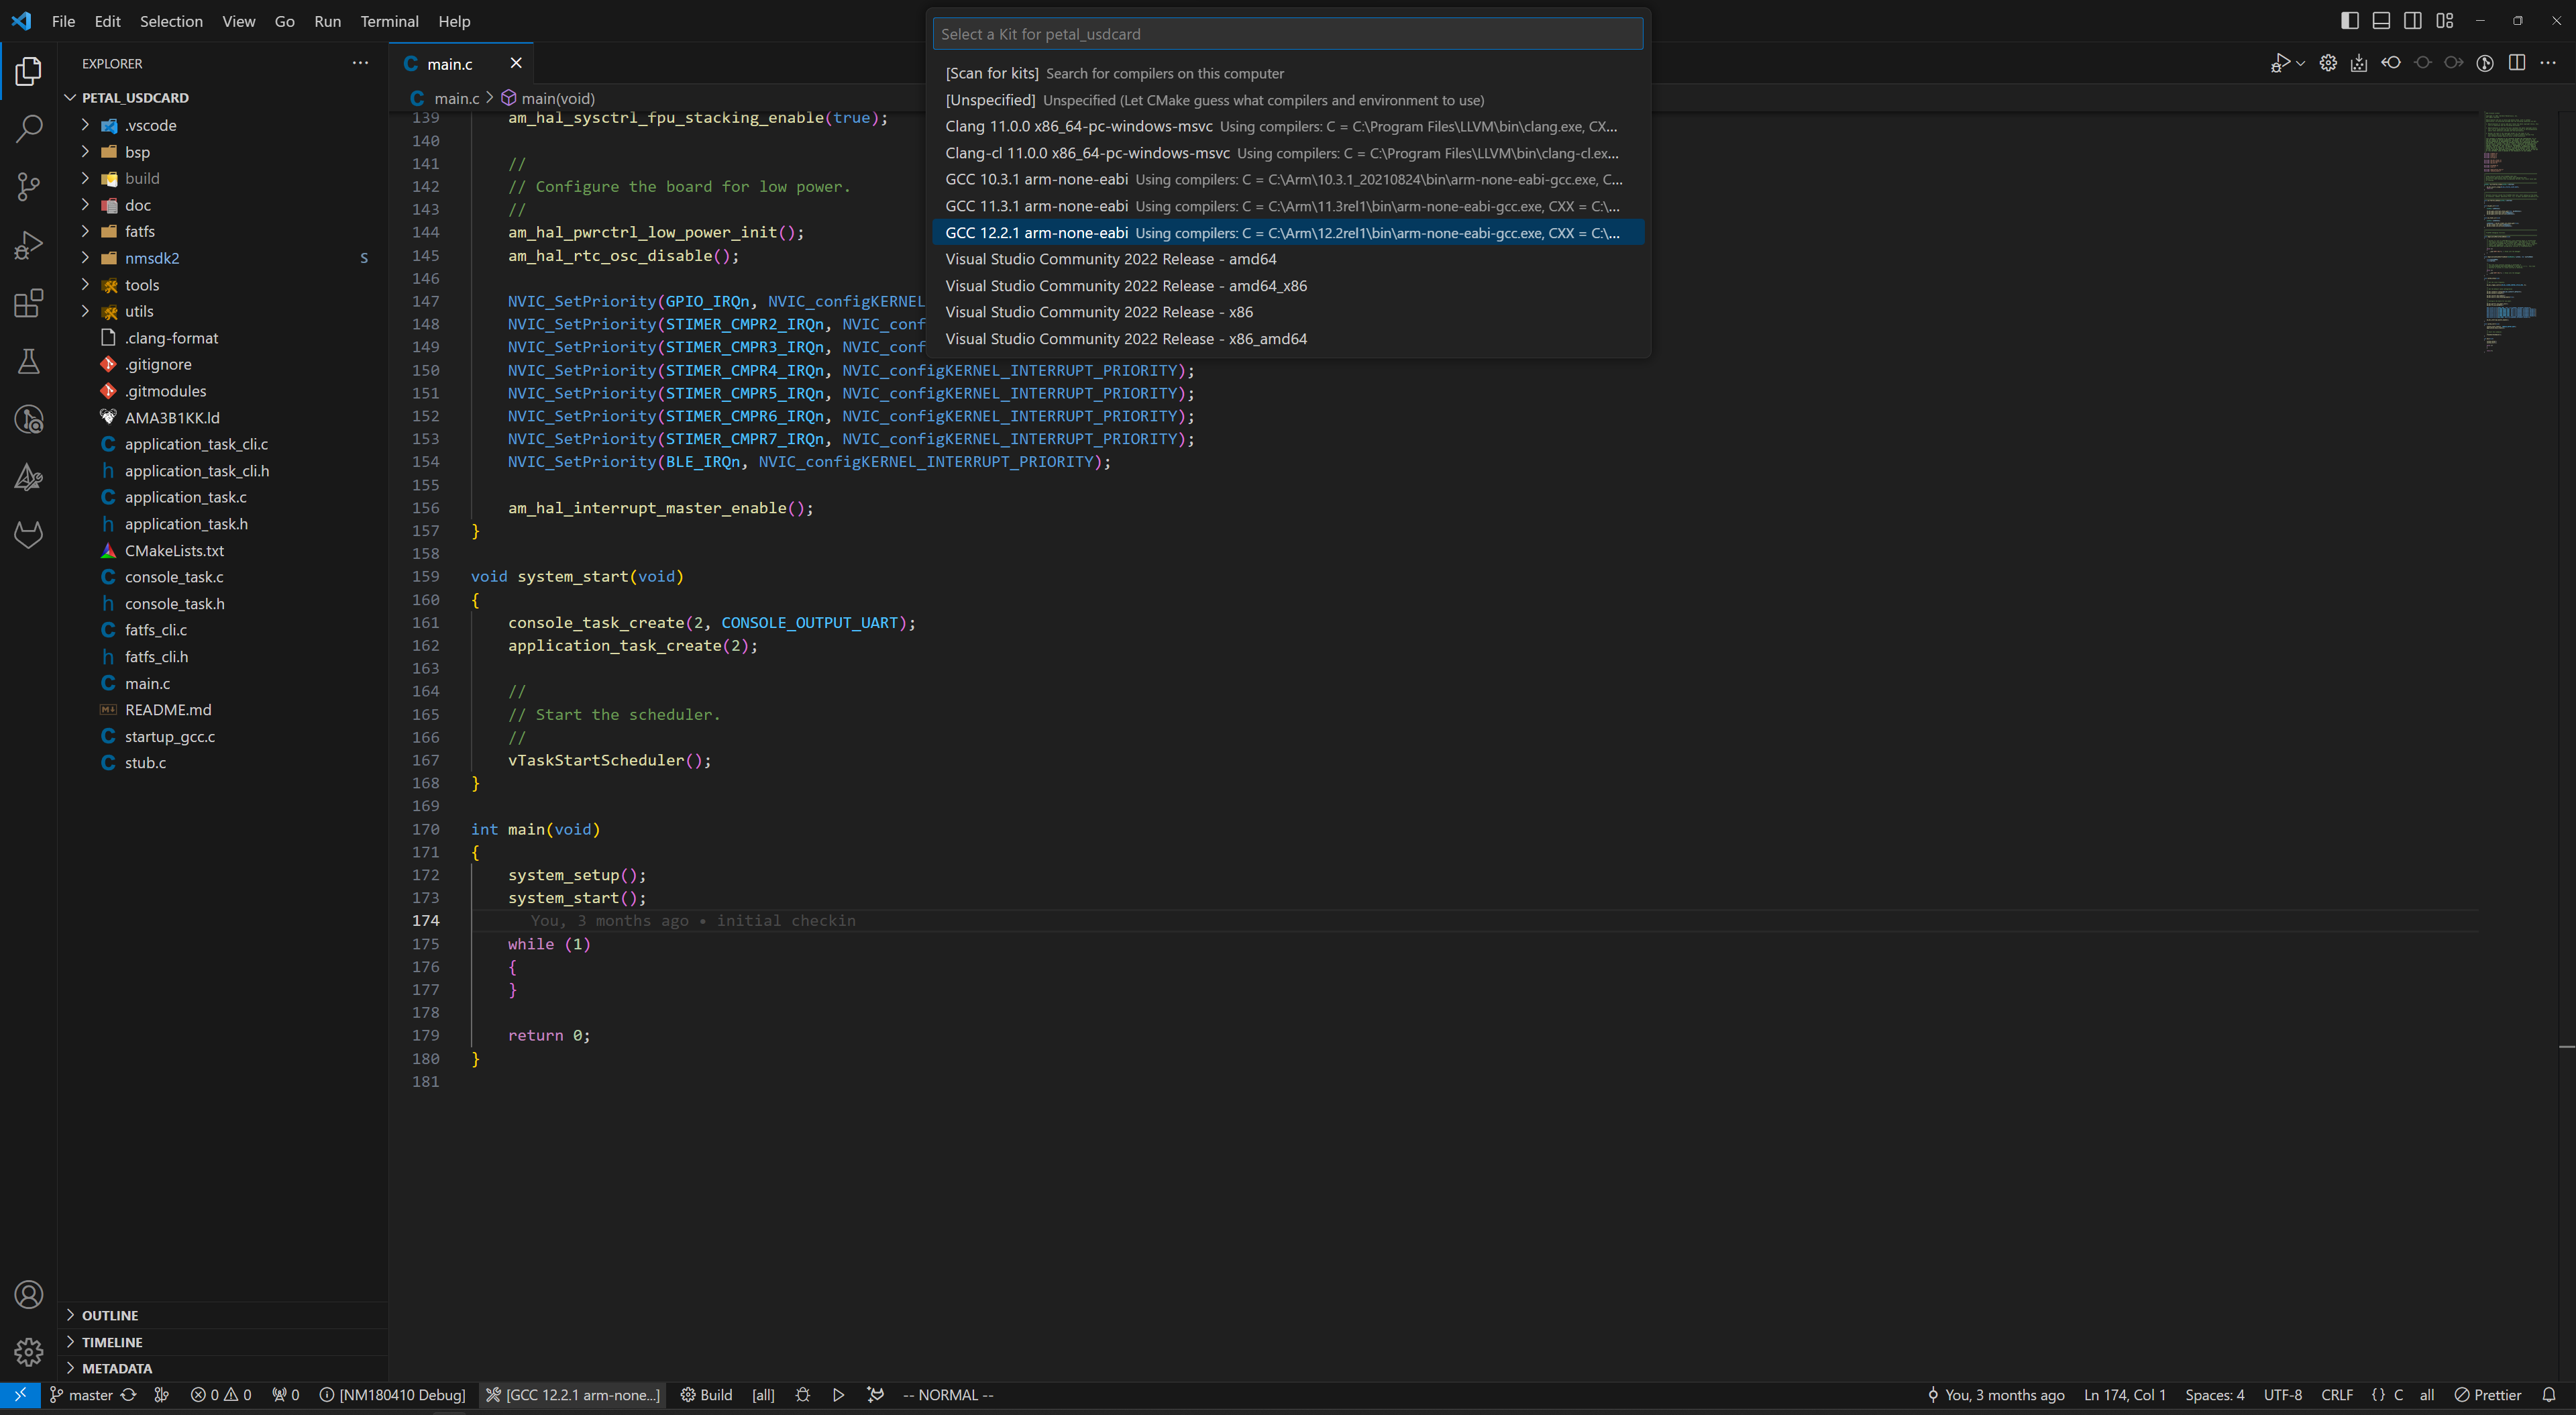 File Edit Selection View Go Run Terminal Help
Select a Kit for petal_usdcard
[Scan for kits] Search for compilers on this computer
[Unspecified] Unspecified (Let CMake guess what compilers and environment to use)
Clang 11.0.0 x86_64-pc-windows-msvc Using compilers: C = C:\Program Files\LLVM\bin\clang.exe, CX...
Clang-cl 11.0.0 x86_64-pc-windows-msvc Using compilers: C = C:\Program Files\LLVM\bin\clang-cl.ex...
GCC 10.3.1 arm-none-eabi Using compilers: C = C:\Arm\10.3.1_20210824\bin\arm-none-eabi-gcc.exe, C...
GCC 11.3.1 arm-none-eabi Using compilers: C = C:\Arm\11.3rel1\bin\arm-none-eabi-gcc.exe, CXX = C:\...
GCC 12.2.1 arm-none-eabi Using compilers: C = C:\Arm\12.2rel1\bin\arm-none-eabi-gcc.exe, CXX = C:\...
Visual Studio Community 2022 Release - amd64
Visual Studio Community 2022 Release - amd64_x86
Visual Studio Community 2022 Release - x86
Visual Studio Community 2022 Release - x86_amd64
EXPLORER
PETAL_USDCARD
.vscode
bsp
build
doc
fatfs
nmsdk2 S
tools
utils
.clang-format
.gitignore
.gitmodules
AMA3B1KK.ld
application_task_cli.c
application_task_cli.h
application_task.c
application_task.h
CMakeLists.txt
console_task.c
console_task.h
fatfs_cli.c
fatfs_cli.h
main.c
README.md
startup_gcc.c
stub.c
OUTLINE
TIMELINE
METADATA
main.c
main.c > main(void)
139 am_hal_sysctrl_fpu_stacking_enable(true);
140
141 //
142 // Configure the board for low power.
143 //
144 am_hal_pwrctrl_low_power_init();
145 am_hal_rtc_osc_disable();
146
147 NVIC_SetPriority(GPIO_IRQn, NVIC_configKERNEL
148 NVIC_SetPriority(STIMER_CMPR2_IRQn, NVIC_conf
149 NVIC_SetPriority(STIMER_CMPR3_IRQn, NVIC_conf
150 NVIC_SetPriority(STIMER_CMPR4_IRQn, NVIC_configKERNEL_INTERRUPT_PRIORITY);
151 NVIC_SetPriority(STIMER_CMPR5_IRQn, NVIC_configKERNEL_INTERRUPT_PRIORITY);
152 NVIC_SetPriority(STIMER_CMPR6_IRQn, NVIC_configKERNEL_INTERRUPT_PRIORITY);
153 NVIC_SetPriority(STIMER_CMPR7_IRQn, NVIC_configKERNEL_INTERRUPT_PRIORITY);
154 NVIC_SetPriority(BLE_IRQn, NVIC_configKERNEL_INTERRUPT_PRIORITY);
155
156 am_hal_interrupt_master_enable();
157 }
158
159 void system_start(void)
160 {
161 console_task_create(2, CONSOLE_OUTPUT_UART);
162 application_task_create(2);
163
164 //
165 // Start the scheduler.
166 //
167 vTaskStartScheduler();
168 }
169
170 int main(void)
171 {
172 system_setup();
173 system_start();
174 You, 3 months ago • initial checkin
175 while (1)
176 {
177 }
178
179 return 0;
180 }
181
master 0 0 0 [NM180410 Debug] [GCC 12.2.1 arm-none...] Build [all] -- NORMAL -- You, 3 months ago Ln 174, Col 1 Spaces: 4 UTF-8 CRLF {} C all Prettier